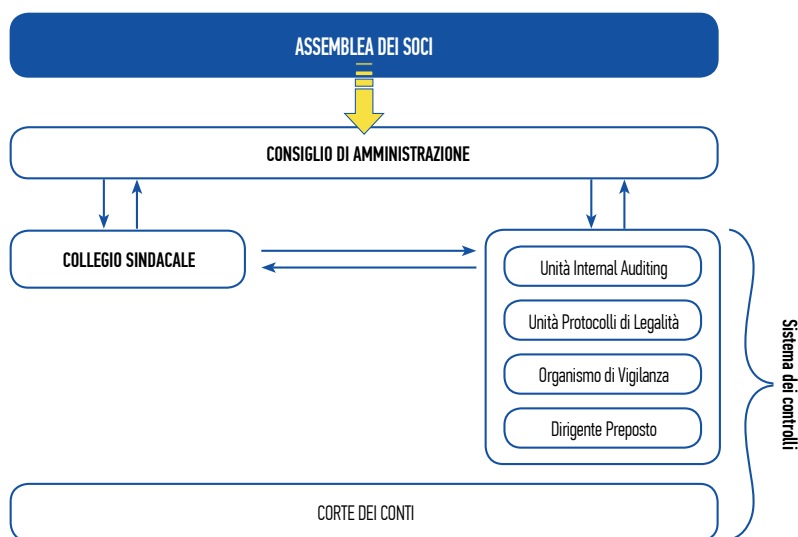 ASSEMBLEA DEI SOCI
CONSIGLIO DI AMMINISTRAZIONE
COLLEGIO SINDACALE
Unità Internal Auditing
Unità Protocolli di Legalità
Organismo di Vigilanza
Dirigente Preposto
Sistema dei controlli
CORTE DEI CONTI